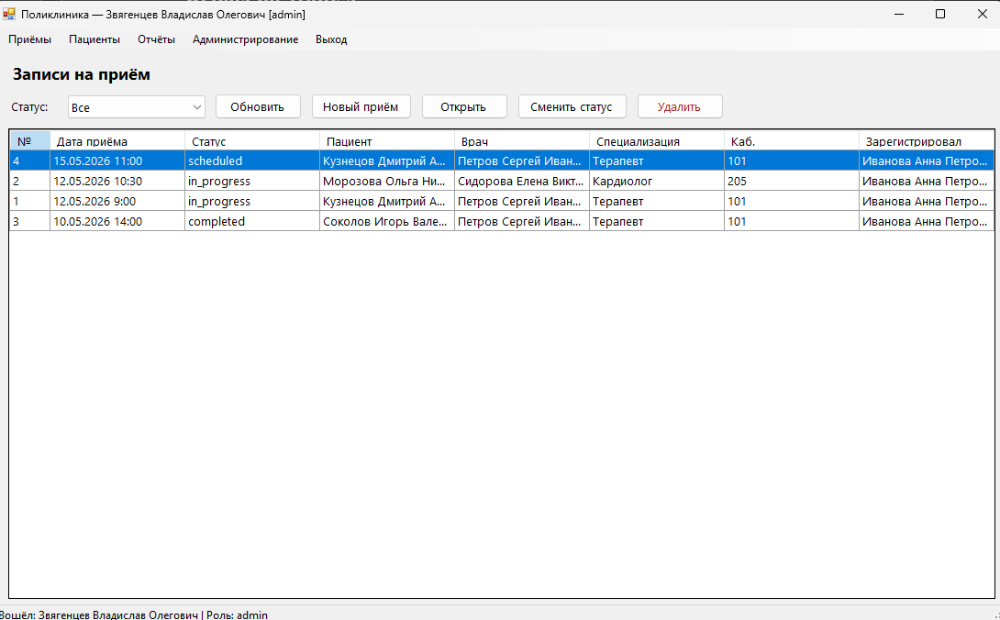 Поликлиника — Звягенцев Владислав Олегович [admin]
Приёмы Пациенты Отчёты Администрирование Выход
Записи на приём
Статус: Все Обновить Новый приём Открыть Сменить статус Удалить
№ Дата приёма Статус Пациент Врач Специализация Каб. Зарегистрировал
4 15.05.2026 11:00 scheduled Кузнецов Дмитрий А... Петров Сергей Иван... Терапевт 101 Иванова Анна Петро...
2 12.05.2026 10:30 in_progress Морозова Ольга Ни... Сидорова Елена Викт... Кардиолог 205 Иванова Анна Петро...
1 12.05.2026 9:00 in_progress Кузнецов Дмитрий А... Петров Сергей Иван... Терапевт 101 Иванова Анна Петро...
3 10.05.2026 14:00 completed Соколов Игорь Вале... Петров Сергей Иван... Терапевт 101 Иванова Анна Петро...
Вошёл: Звягенцев Владислав Олегович | Роль: admin